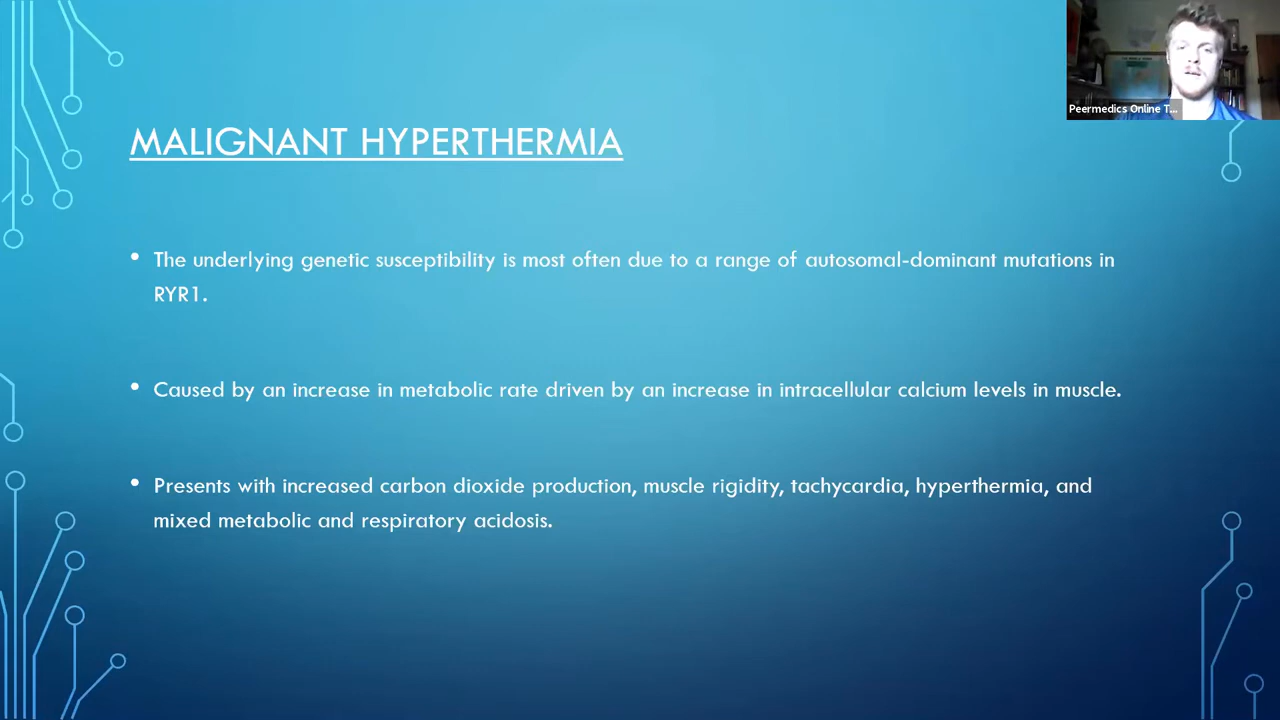 Peermedics Online T...
MALIGNANT HYPERTHERMIA
• The underlying genetic susceptibility is most often due to a range of autosomal-dominant mutations in
RYR1.
• Caused by an increase in metabolic rate driven by an increase in intracellular calcium levels in muscle.
• Presents with increased carbon dioxide production, muscle rigidity, tachycardia, hyperthermia, and
mixed metabolic and respiratory acidosis.